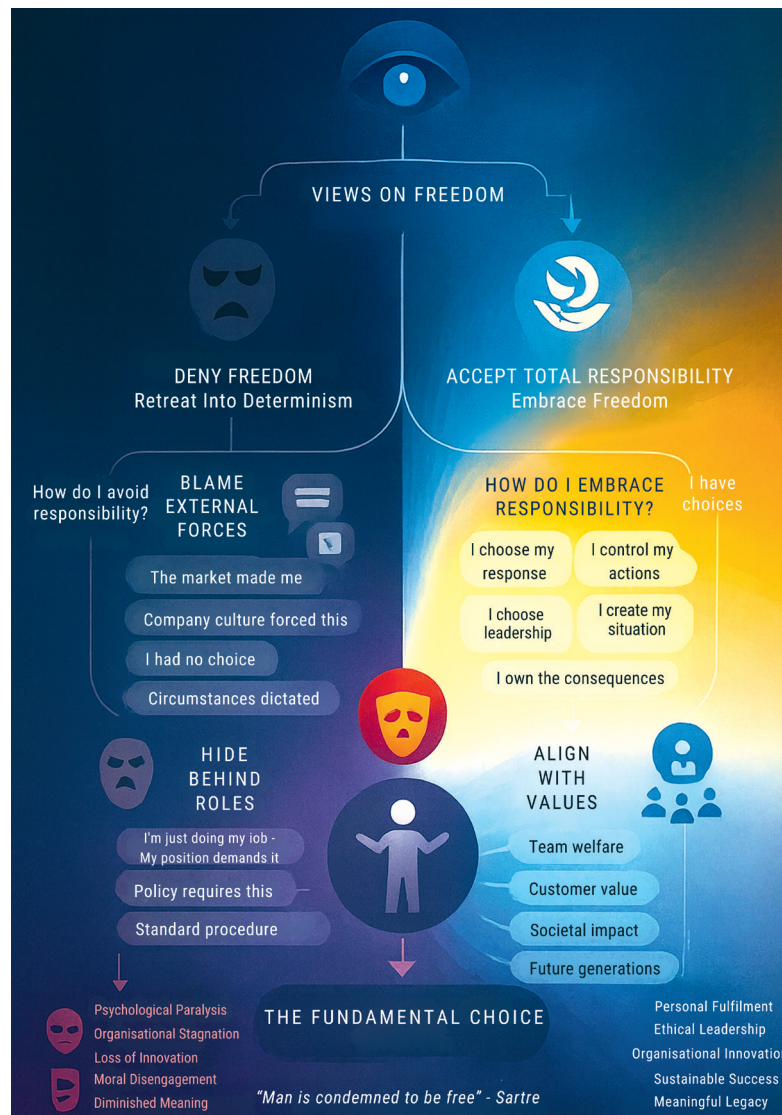 VIEWS ON FREEDOM
DENY FREEDOM
Retreat Into Determinism
ACCEPT TOTAL RESPONSIBILITY
Embrace Freedom
How do I avoid
responsibility?
BLAME
EXTERNAL
FORCES
The market made me
Company culture forced this
I had no choice
Circumstances dictated
HOW DO I EMBRACE
RESPONSIBILITY?
I have
choices
I choose my
response
I control my
actions
I choose
leadership
I create my
situation
I own the consequences
HIDE
BEHIND
ROLES
I'm just doing my iob -
My position demands it
Policy requires this
Standard procedure
ALIGN
WITH
VALUES
Team welfare
Customer value
Societal impact
Future generations
Psychological Paralysis
Organisational Stagnation
Loss of Innovation
Moral Disengagement
Diminished Meaning
THE FUNDAMENTAL CHOICE
“Man is condemned to be free” - Sartre
Personal Fulfilment
Ethical Leadership
Organisational Innovation
Sustainable Success
Meaningful Legacy